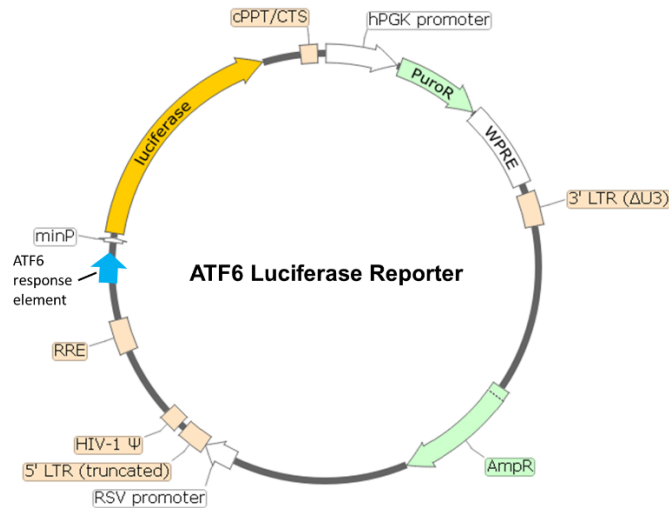 cPPT/CTS
hPGK promoter
PuroR
WPRE
3' LTR (ΔU3)
luciferase
minP
ATF6
response
element
ATF6 Luciferase Reporter
RRE
HIV-1 Ψ
5' LTR (truncated)
RSV promoter
AmpR